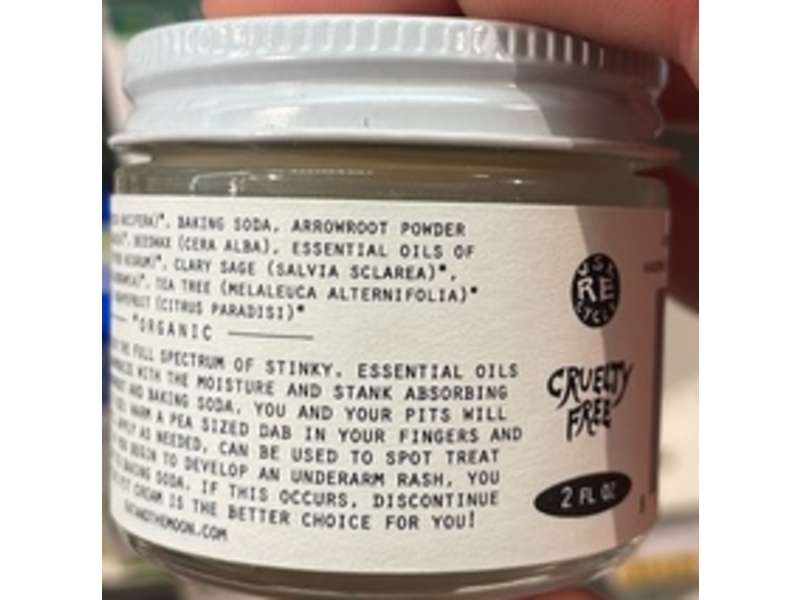 BAKING SODA, ARROWROOT POWDER
BEESWAX (CERA ALBA), ESSENTIAL OILS OF
CLARY SAGE (SALVIA SCLAREA)*,
TEA TREE (MELALEUCA ALTERNIFOLIA)*
(CITRUS PARADISI)*
*ORGANIC
THE FULL SPECTRUM OF STINKY. ESSENTIAL OILS
WITH THE MOISTURE AND STANK ABSORBING
AND BAKING SODA. YOU AND YOUR PITS WILL
WARM A PEA SIZED DAB IN YOUR FINGERS AND
AS NEEDED. CAN BE USED TO SPOT TREAT
BEGIN TO DEVELOP AN UNDERARM RASH, YOU
BAKING SODA. IF THIS OCCURS, DISCONTINUE
CREAM IS THE BETTER CHOICE FOR YOU!
USE
RE
CYCLE
CRUELTY
FREE
2 FL OZ